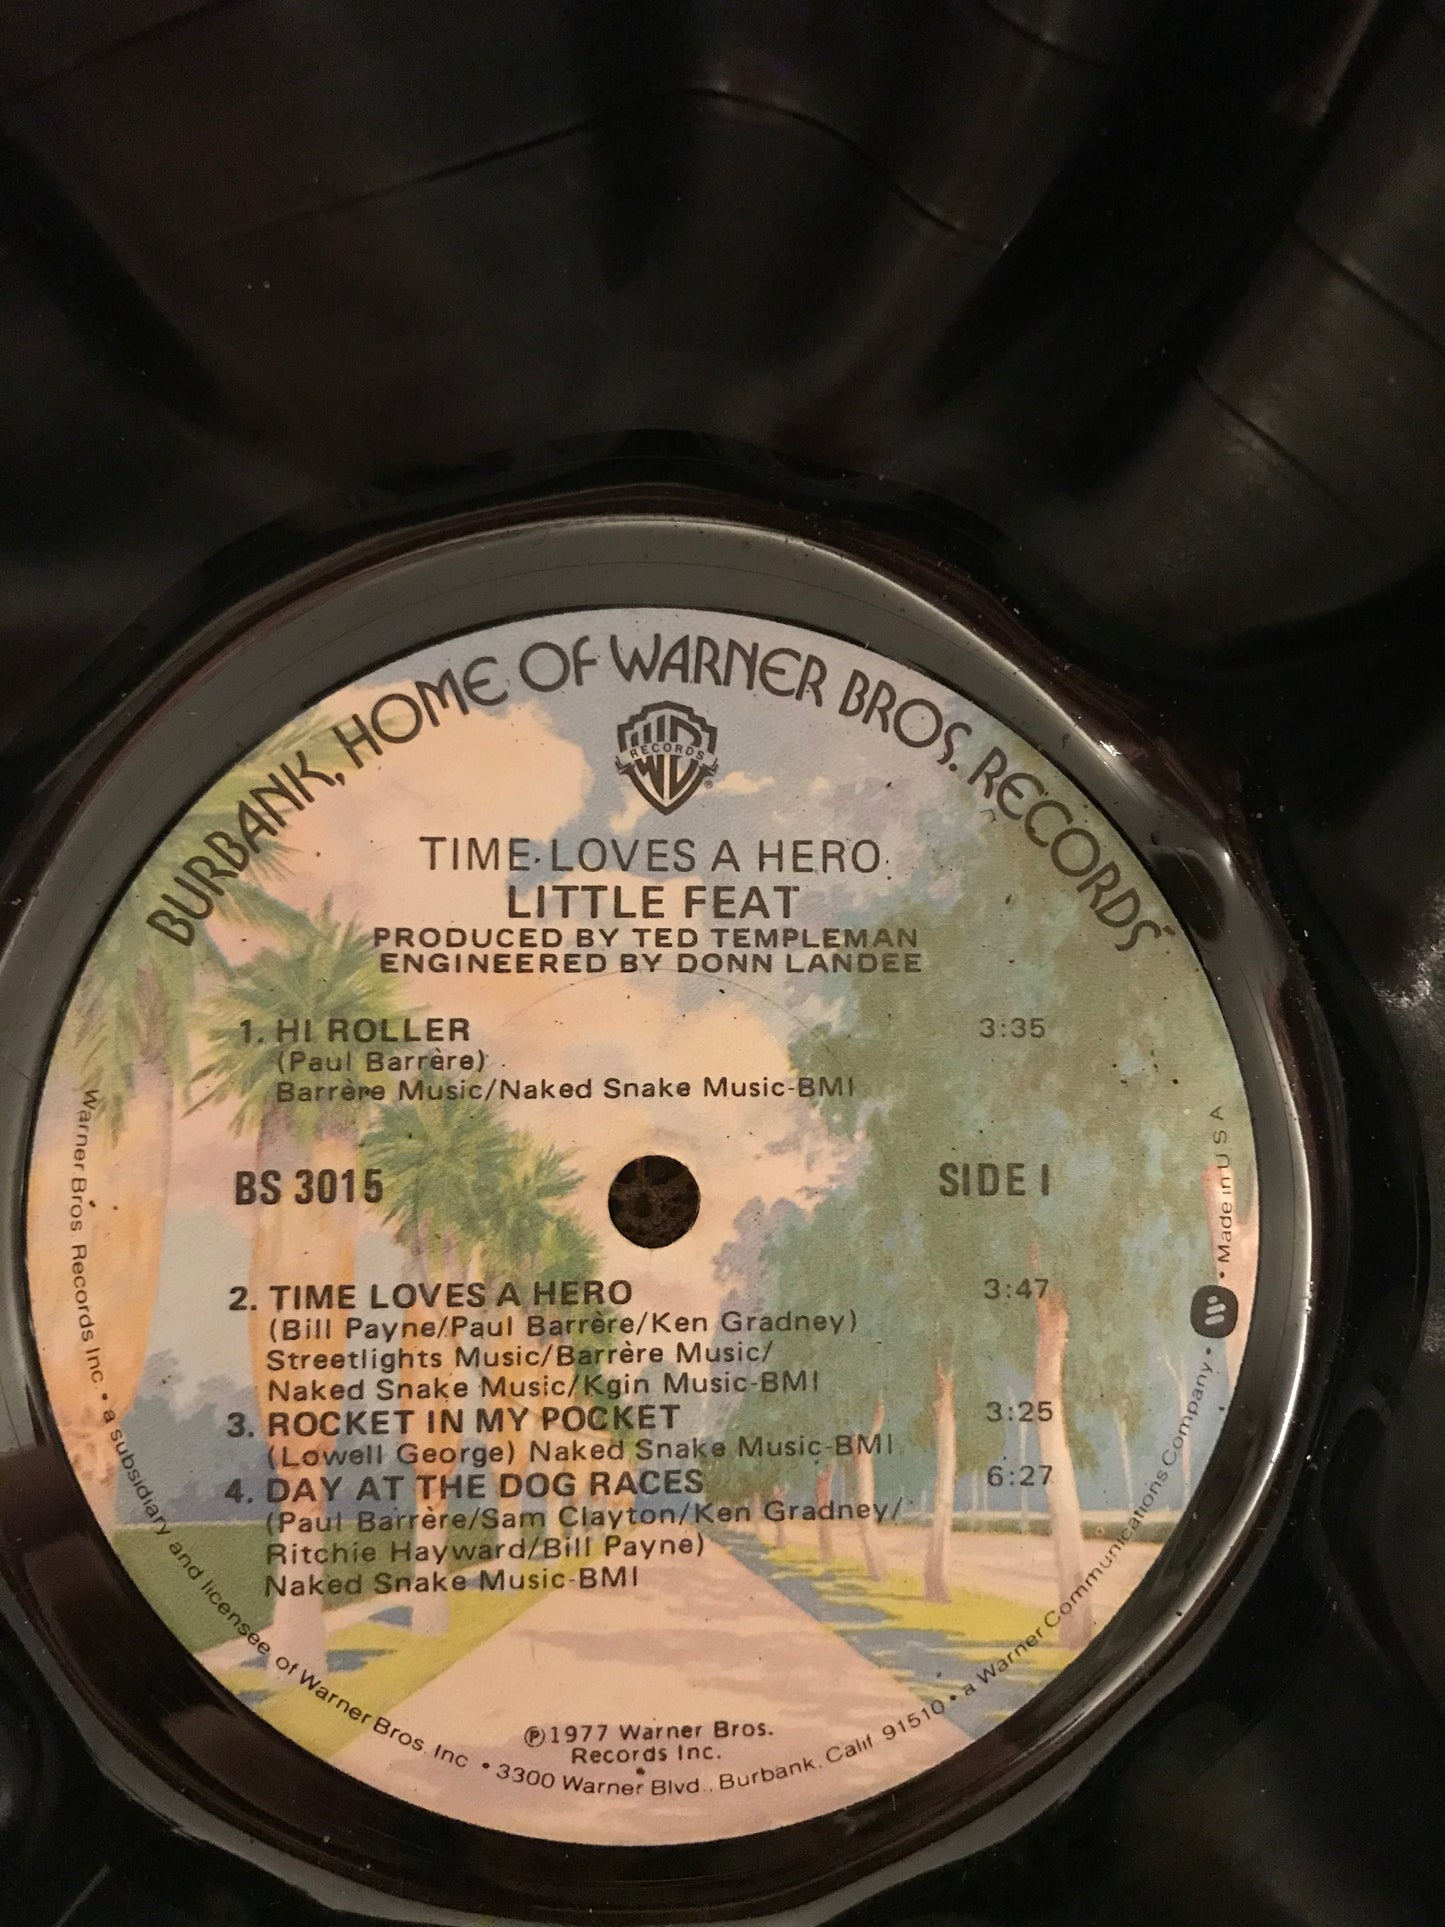 BURBANK, HOME OF WARNER BROS. RECORDS
WB
RECORDS
®
TIME LOVES A HERO
LITTLE FEAT
PRODUCED BY TED TEMPLEMAN
ENGINEERED BY DONN LANDEE
1. HI ROLLER 3:35
(Paul Barrère)
Barrère Music/Naked Snake Music-BMI
BS 3015 SIDE 1
2. TIME LOVES A HERO 3:47
(Bill Payne/Paul Barrère/Ken Gradney)
Streetlights Music/Barrère Music/
Naked Snake Music/Kgin Music-BMI
3. ROCKET IN MY POCKET 3:25
(Lowell George) Naked Snake Music-BMI
4. DAY AT THE DOG RACES 6:27
(Paul Barrère/Sam Clayton/Ken Gradney/
Ritchie Hayward/Bill Payne)
Naked Snake Music-BMI
℗1977 Warner Bros.
Records Inc.
Warner Bros. Records Inc. • a subsidiary and licensee of Warner Bros. Inc • 3300 Warner Blvd., Burbank, Calif 91510 • a Warner Communications Company • W • Made in U S A